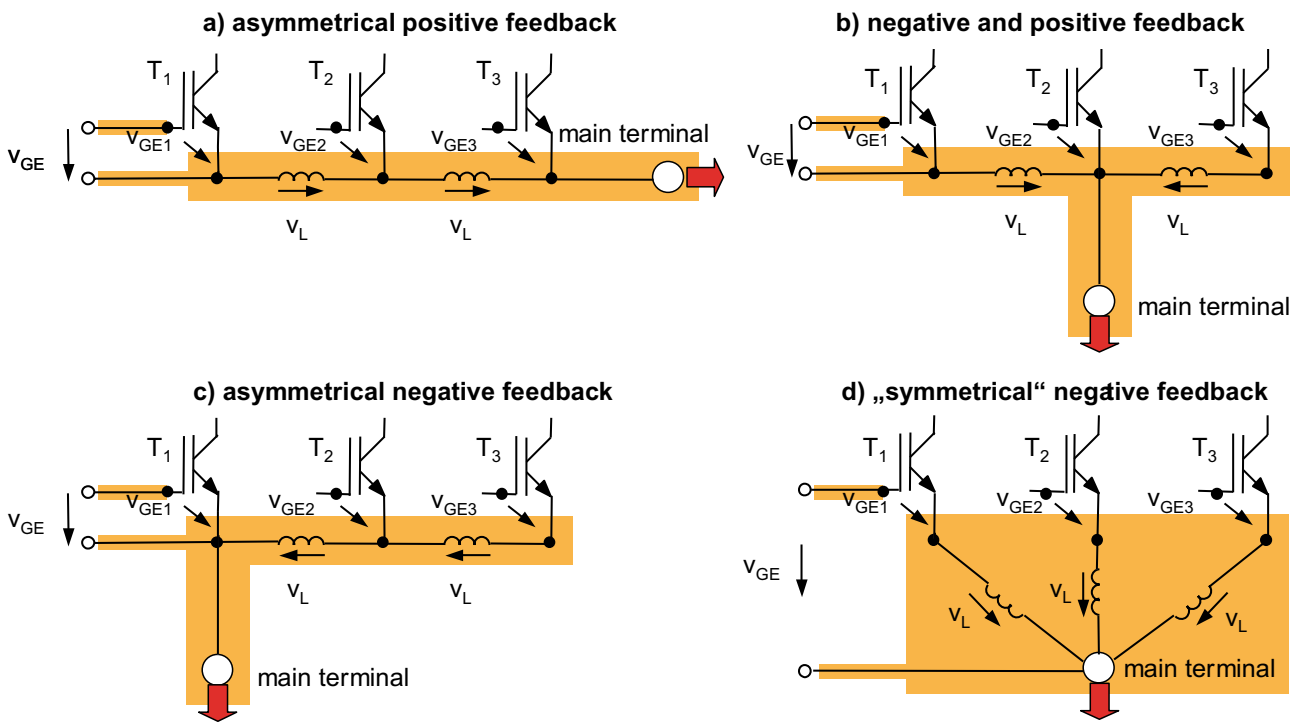 a) asymmetrical positive feedback
T1 T2 T3
vGE1 vGE2 vGE3 main terminal
vGE
vL vL
b) negative and positive feedback
T1 T2 T3
vGE1 vGE2 vGE3
vGE
vL vL
main terminal
c) asymmetrical negative feedback
T1 T2 T3
vGE1 vGE2 vGE3
vGE
vL vL
main terminal
d) „symmetrical“ negative feedback
T1 T2 T3
vGE1 vGE2 vGE3
vGE
vL vL vL
main terminal